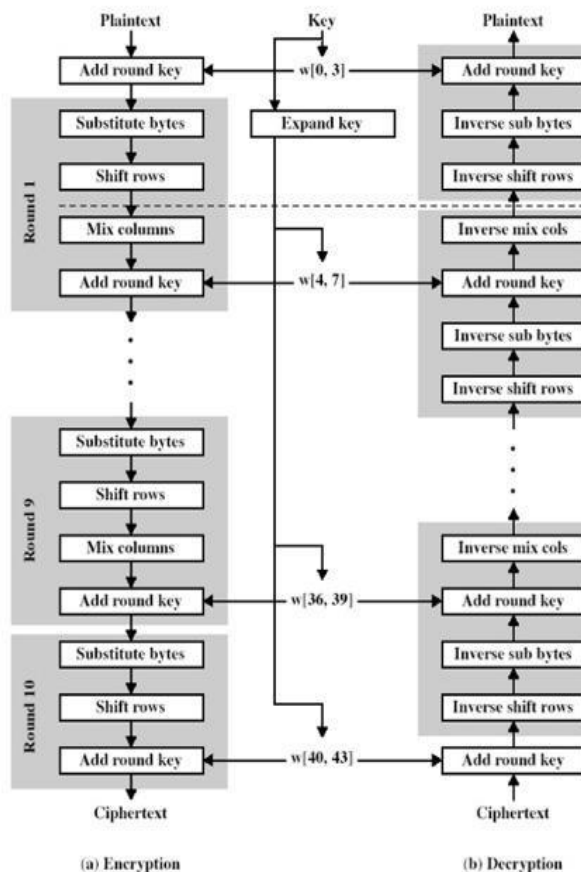 Plaintext
Add round key
Substitute bytes
Shift rows
Mix columns
Add round key
Round 1
Substitute bytes
Shift rows
Mix columns
Add round key
Round 9
Substitute bytes
Shift rows
Add round key
Round 10
Ciphertext
(a) Encryption
Key
w[0, 3]
Expand key
w[4, 7]
w[36, 39]
w[40, 43]
Plaintext
Add round key
Inverse sub bytes
Inverse shift rows
Inverse mix cols
Add round key
Inverse sub bytes
Inverse shift rows
Inverse mix cols
Add round key
Inverse sub bytes
Inverse shift rows
Add round key
Ciphertext
(b) Decryption